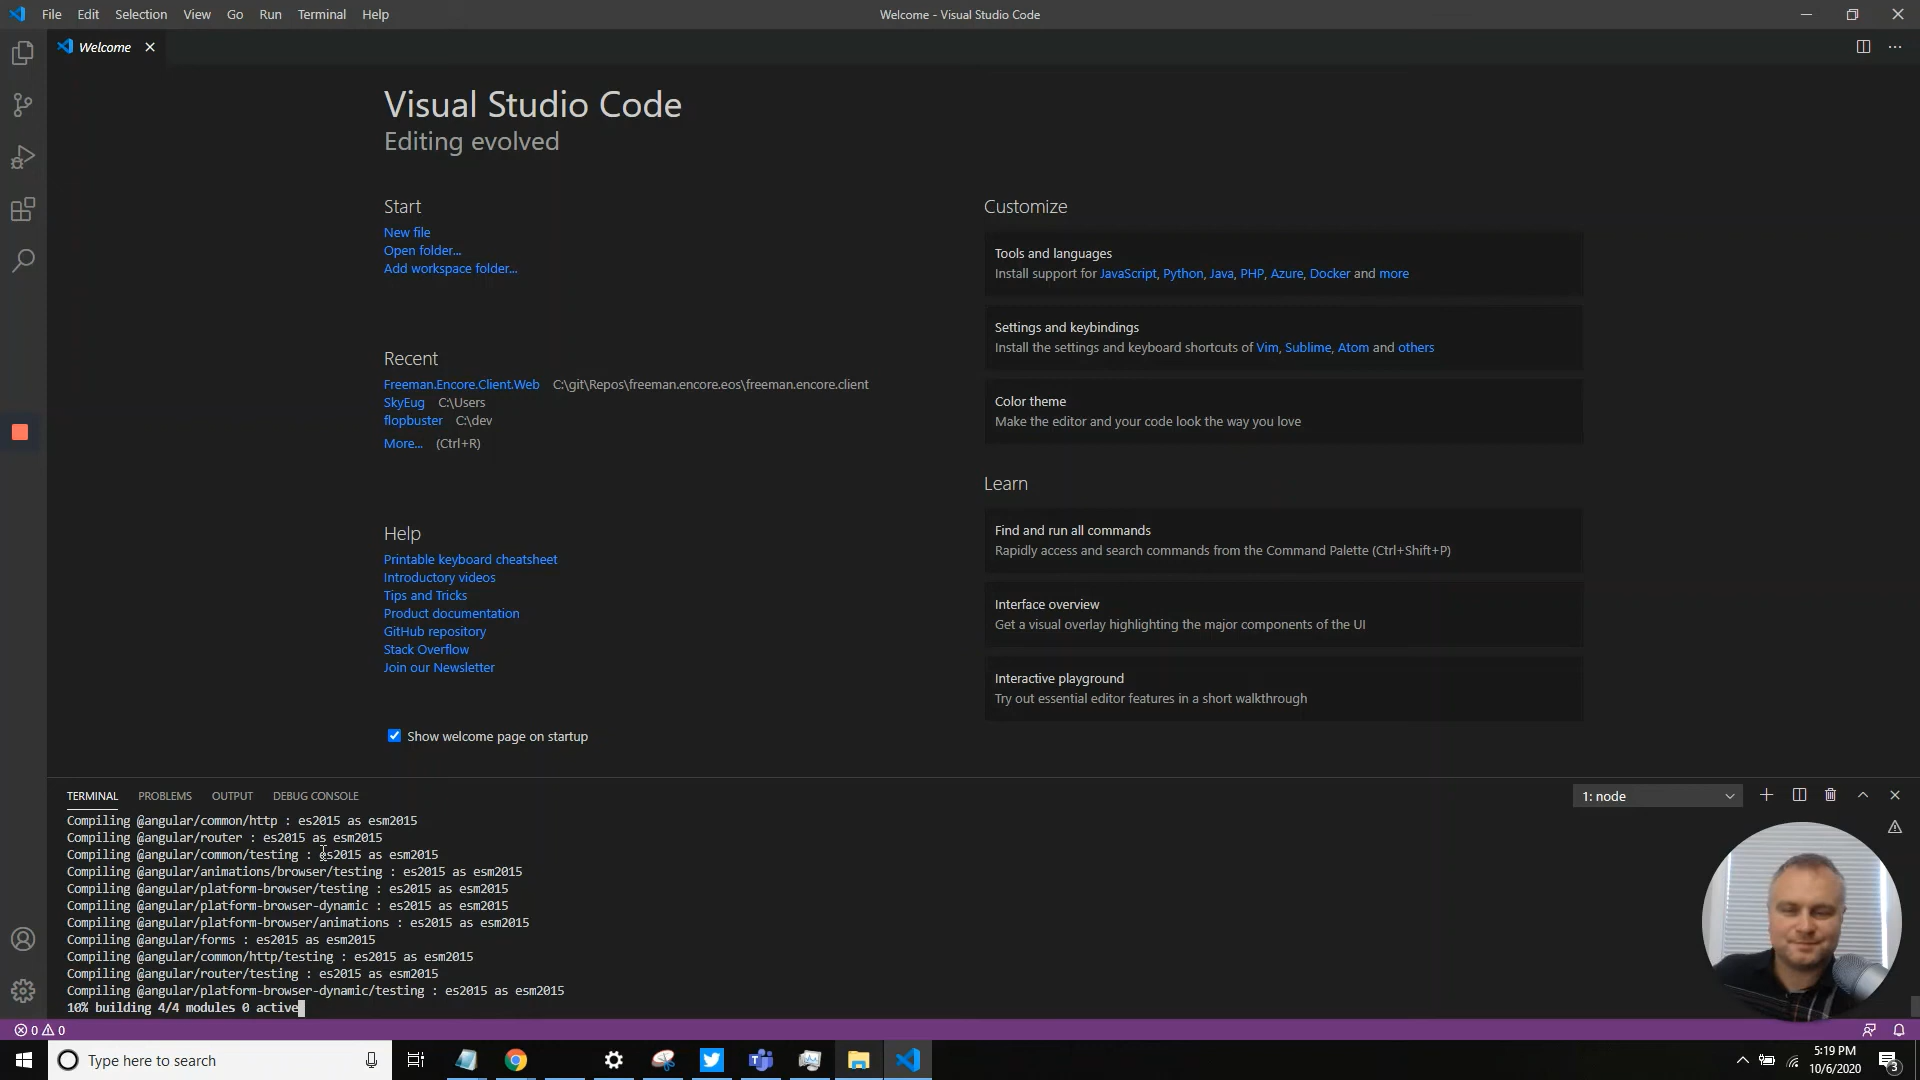 File Edit Selection View Go Run Terminal Help
Welcome - Visual Studio Code
Welcome
Visual Studio Code
Editing evolved
Start
New file
Open folder...
Add workspace folder...
Recent
Freeman.Encore.Client.Web C:\git\Repos\freeman.encore.eos\freeman.encore.client
SkyEug C:\Users
flopbuster C:\dev
More... (Ctrl+R)
Help
Printable keyboard cheatsheet
Introductory videos
Tips and Tricks
Product documentation
GitHub repository
Stack Overflow
Join our Newsletter
Show welcome page on startup
Customize
Tools and languages
Install support for JavaScript, Python, Java, PHP, Azure, Docker and more
Settings and keybindings
Install the settings and keyboard shortcuts of Vim, Sublime, Atom and others
Color theme
Make the editor and your code look the way you love
Learn
Find and run all commands
Rapidly access and search commands from the Command Palette (Ctrl+Shift+P)
Interface overview
Get a visual overlay highlighting the major components of the UI
Interactive playground
Try out essential editor features in a short walkthrough
TERMINAL PROBLEMS OUTPUT DEBUG CONSOLE
1: node
Compiling @angular/common/http : es2015 as esm2015
Compiling @angular/router : es2015 as esm2015
Compiling @angular/common/testing : es2015 as esm2015
Compiling @angular/animations/browser/testing : es2015 as esm2015
Compiling @angular/platform-browser/testing : es2015 as esm2015
Compiling @angular/platform-browser-dynamic : es2015 as esm2015
Compiling @angular/platform-browser/animations : es2015 as esm2015
Compiling @angular/forms : es2015 as esm2015
Compiling @angular/common/http/testing : es2015 as esm2015
Compiling @angular/router/testing : es2015 as esm2015
Compiling @angular/platform-browser-dynamic/testing : es2015 as esm2015
10% building 4/4 modules 0 active
0 0
Type here to search
5:19 PM
10/6/2020
3